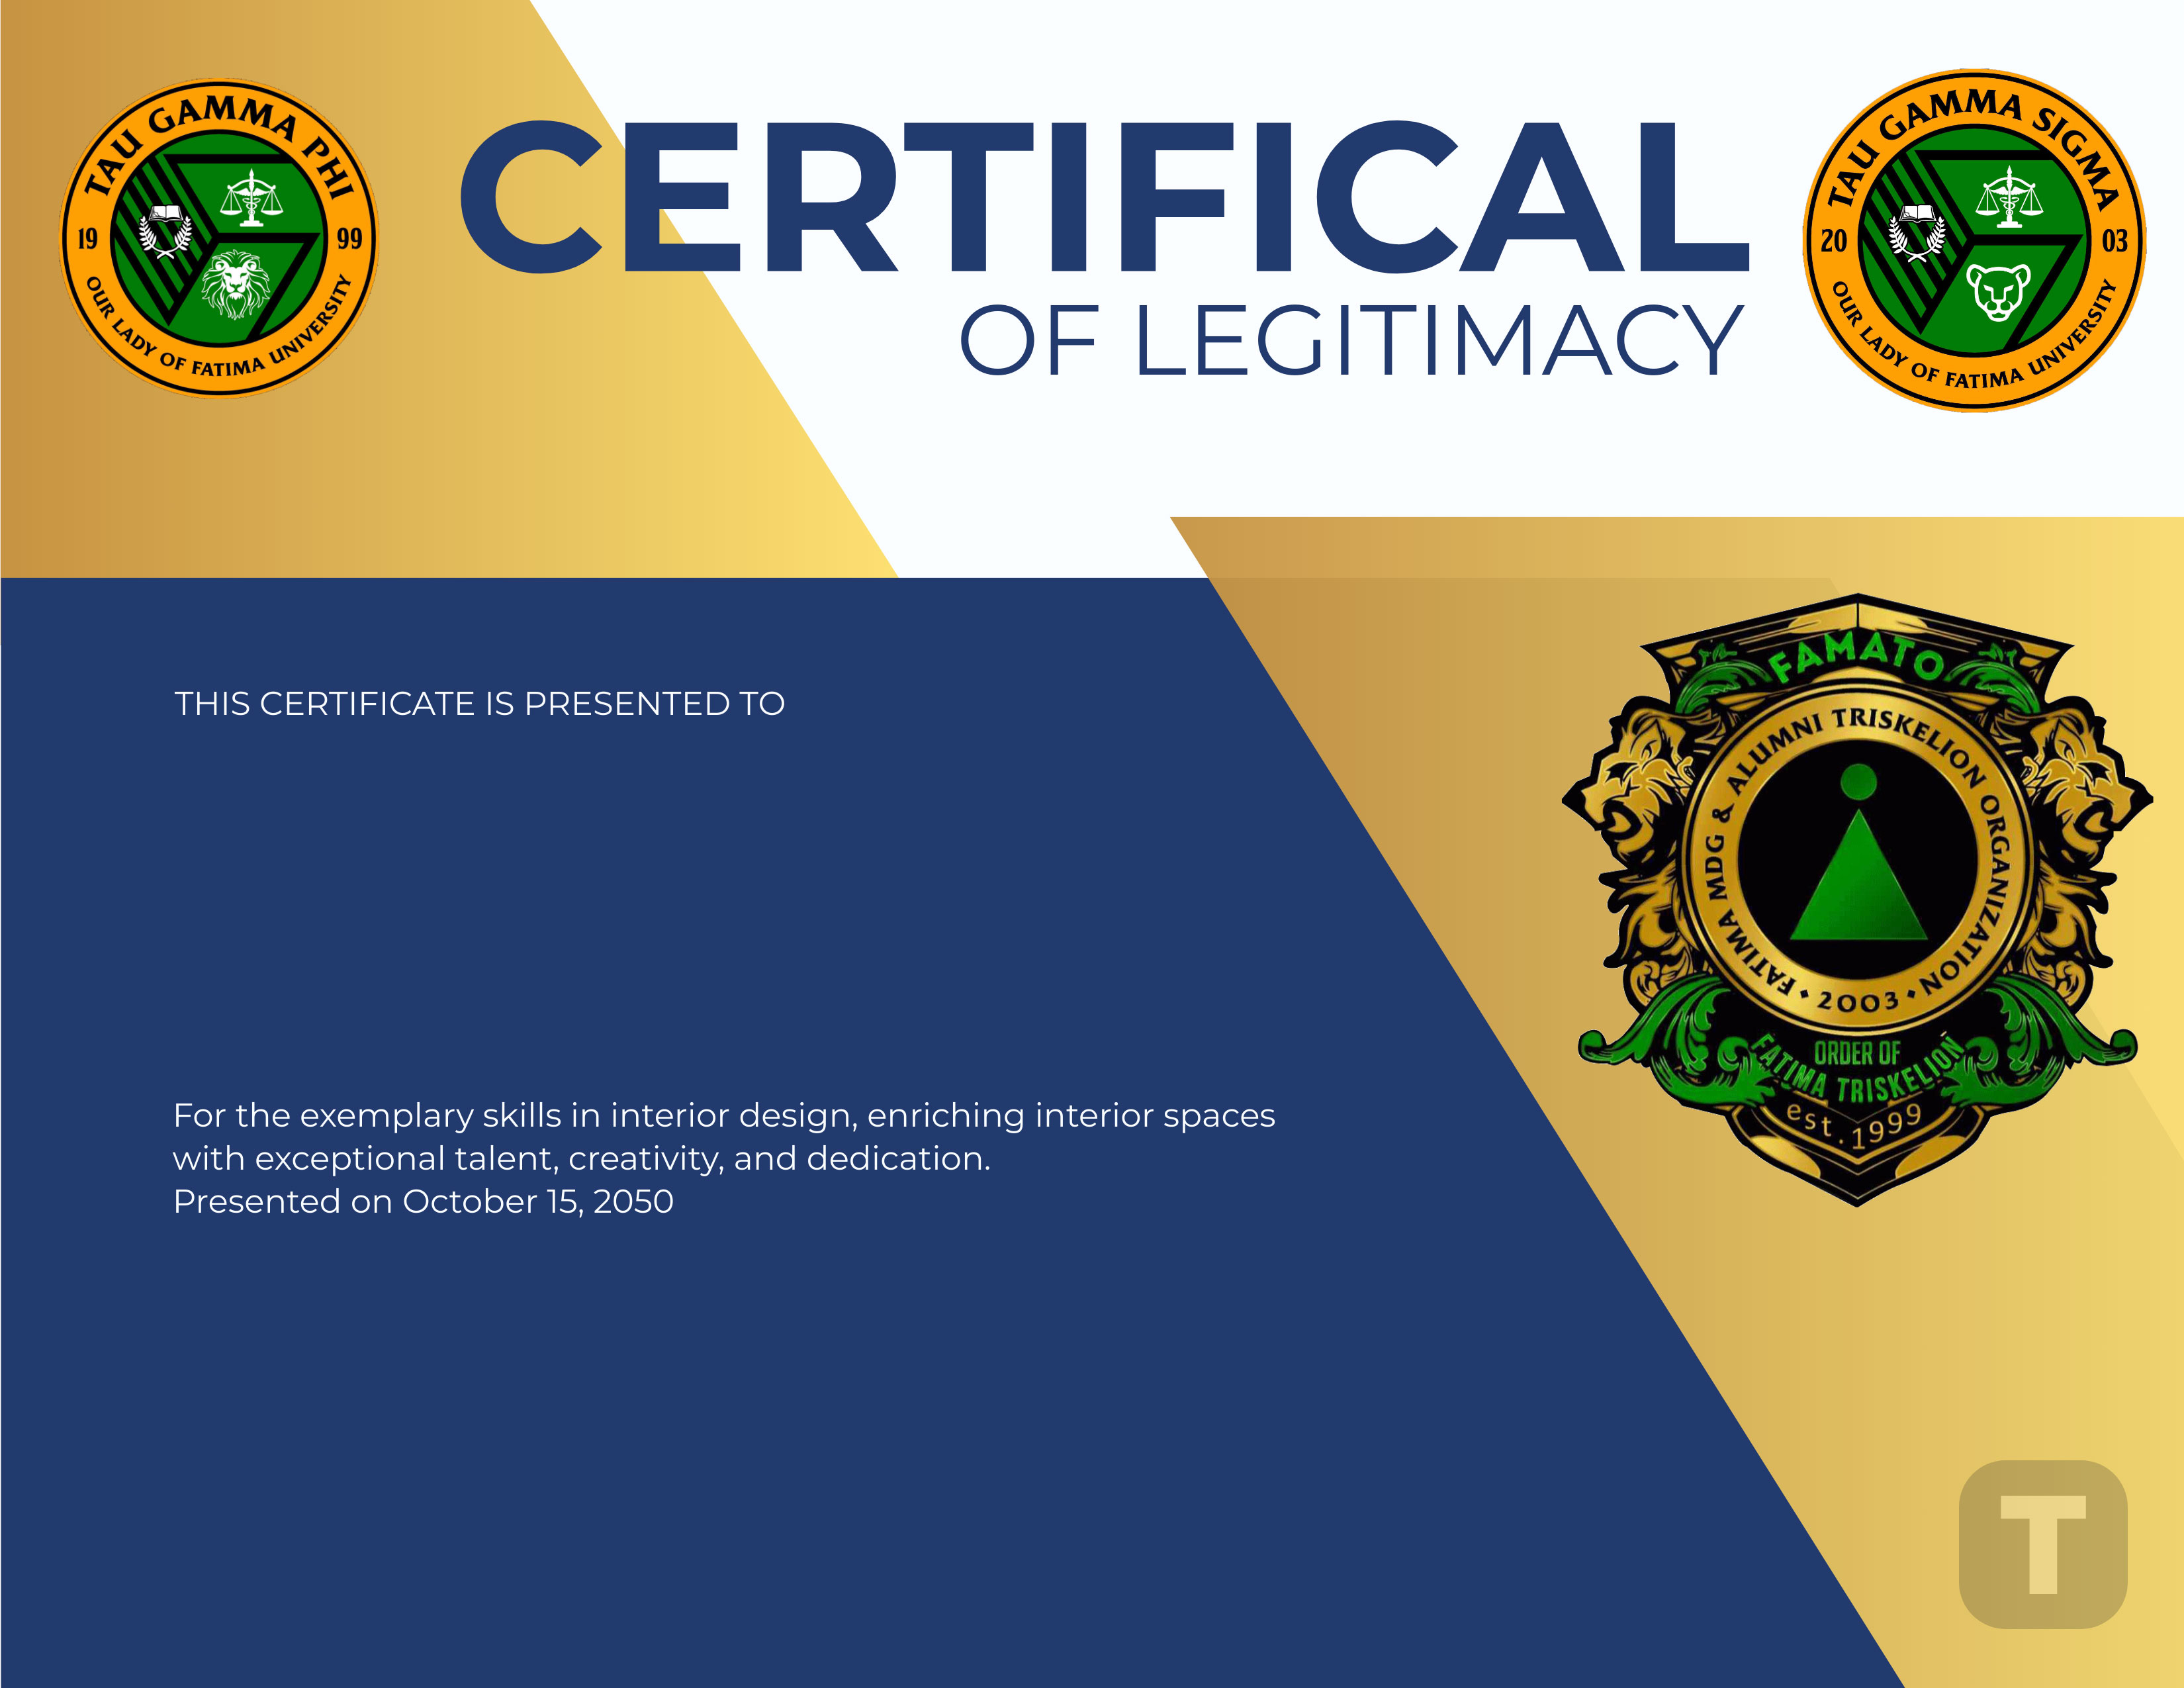 TAU GAMMA PHI
19 99
OUR LADY OF FATIMA UNIVERSITY
CERTIFICAL
OF LEGITIMACY
TAU GAMMA SIGMA
20 03
OUR LADY OF FATIMA UNIVERSITY
THIS CERTIFICATE IS PRESENTED TO
FAMATO
FATIMA MDG & ALUMNI TRISKELION ORGANIZATION
• 2003 •
ORDER OF
FATIMA TRISKELION
est. 1999
For the exemplary skills in interior design, enriching interior spaces
with exceptional talent, creativity, and dedication.
Presented on October 15, 2050
T